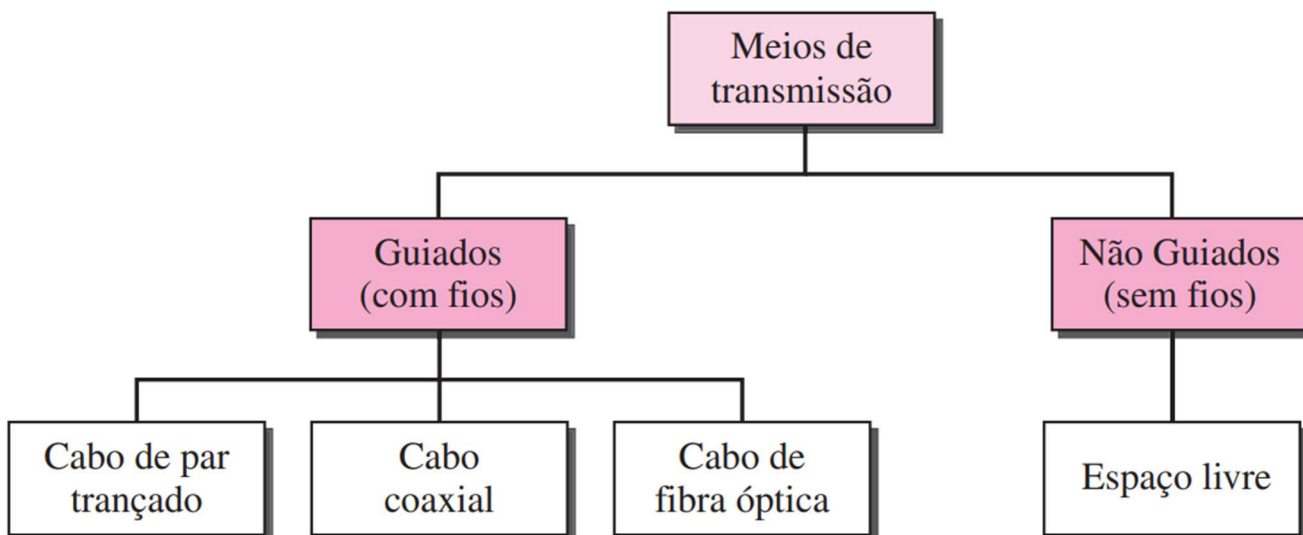 Meios de
transmissão
Guiados
(com fios)
Não Guiados
(sem fios)
Cabo de par
trançado
Cabo
coaxial
Cabo de
fibra óptica
Espaço livre